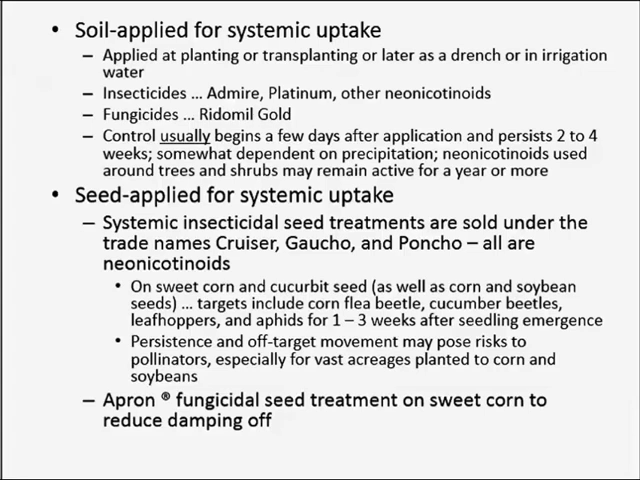 • Soil-applied for systemic uptake
– Applied at planting or transplanting or later as a drench or in irrigation
water
– Insecticides ... Admire, Platinum, other neonicotinoids
– Fungicides ... Ridomil Gold
– Control usually begins a few days after application and persists 2 to 4
weeks; somewhat dependent on precipitation; neonicotinoids used
around trees and shrubs may remain active for a year or more
• Seed-applied for systemic uptake
– Systemic insecticidal seed treatments are sold under the
trade names Cruiser, Gaucho, and Poncho – all are
neonicotinoids
• On sweet corn and cucurbit seed (as well as corn and soybean
seeds) ... targets include corn flea beetle, cucumber beetles,
leafhoppers, and aphids for 1 – 3 weeks after seedling emergence
• Persistence and off-target movement may pose risks to
pollinators, especially for vast acreages planted to corn and
soybeans
– Apron ® fungicidal seed treatment on sweet corn to
reduce damping off